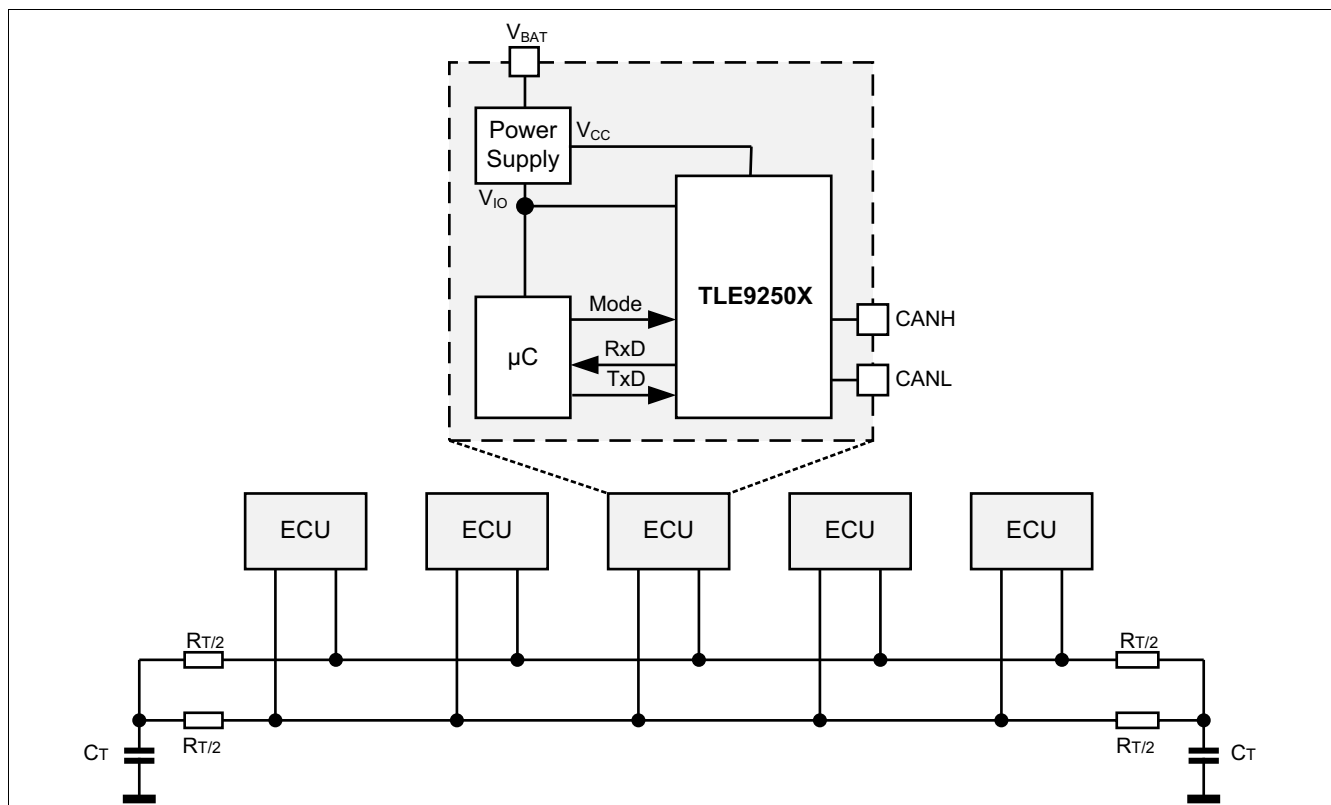 VBAT
Power
Supply
VCC
VIO
TLE9250X
Mode
µC
RxD
TxD
CANH
CANL
ECU ECU ECU ECU ECU
RT/2 RT/2
RT/2 RT/2
CT CT